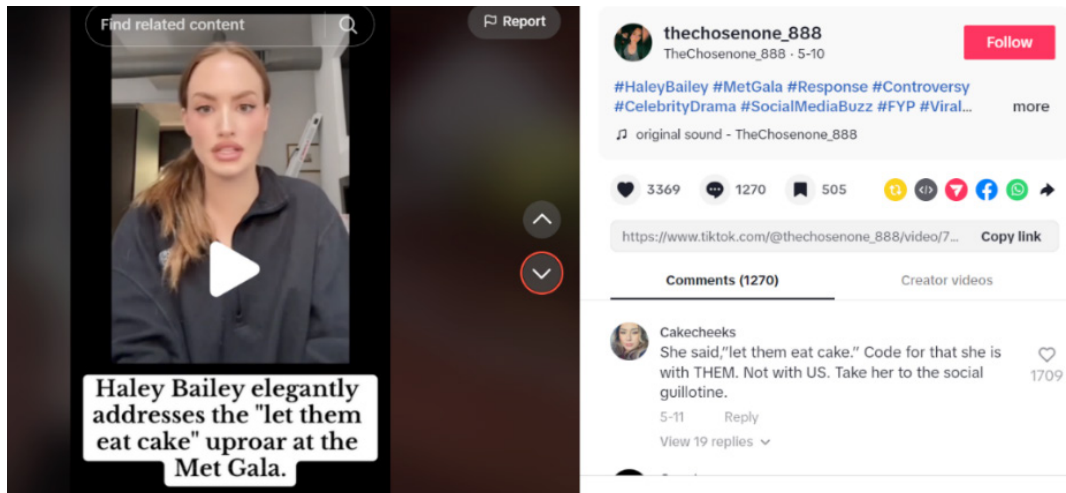 Find related content
Report
Haley Bailey elegantly
addresses the "let them
eat cake" uproar at the
Met Gala.
thechosenone_888
TheChosenone_888 · 5-10
Follow
#HaleyBailey #MetGala #Response #Controversy
#CelebrityDrama #SocialMediaBuzz #FYP #Viral... more
original sound - TheChosenone_888
3369 1270 505
https://www.tiktok.com/@thechosenone_888/video/7... Copy link
Comments (1270) Creator videos
Cakecheeks
She said,"let them eat cake." Code for that she is
with THEM. Not with US. Take her to the social
guillotine.
1709
5-11 Reply
View 19 replies